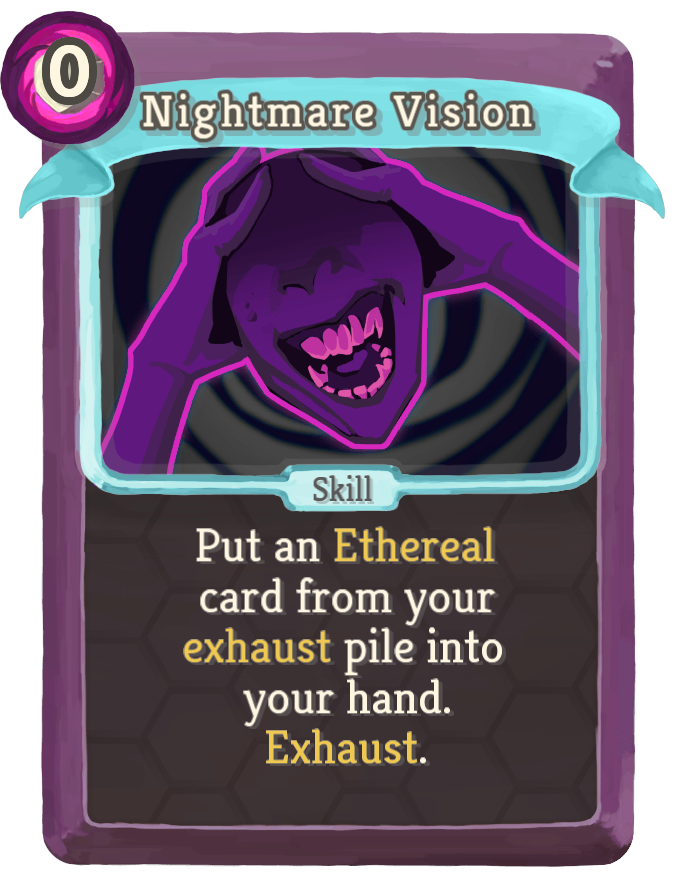 0
Nightmare Vision
Skill
Put an Ethereal
card from your
exhaust pile into
your hand.
Exhaust.